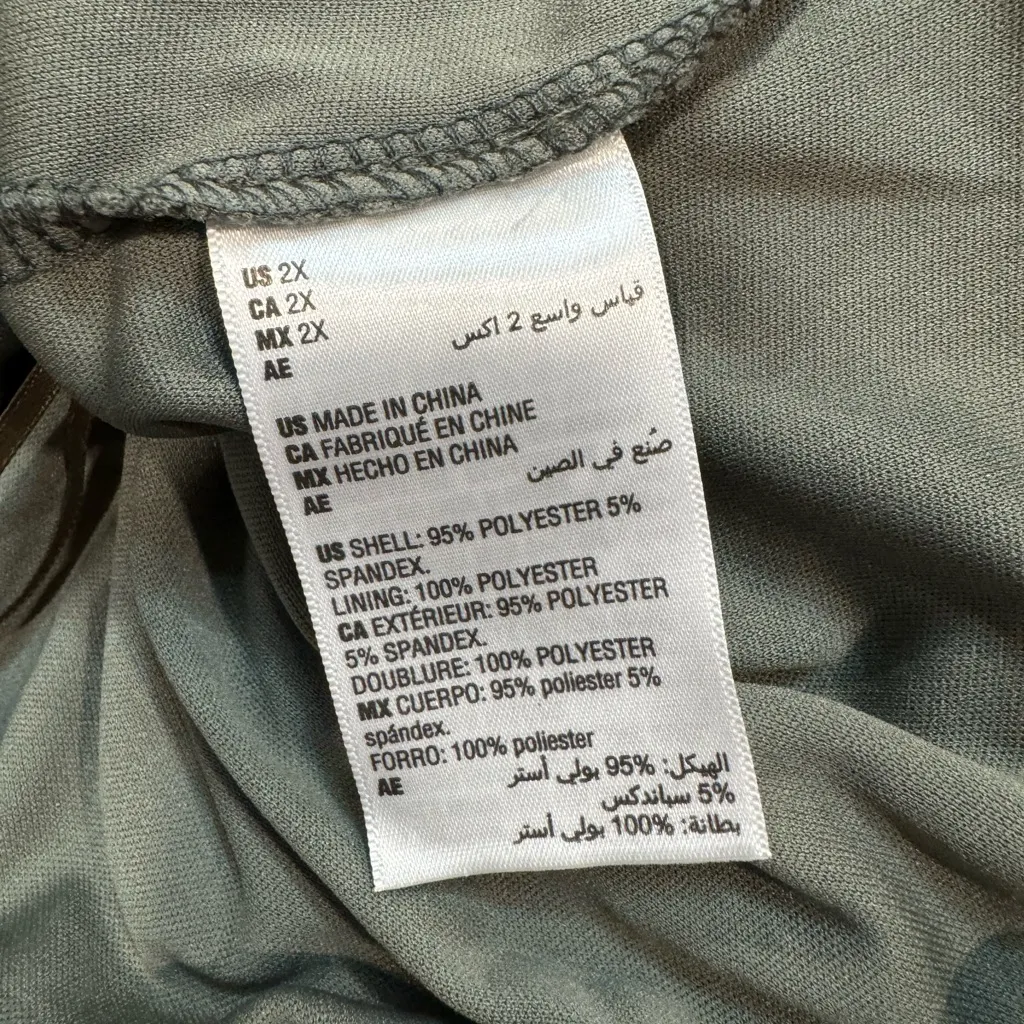 US 2X
CA 2X
MX 2X
AE قياس واسع 2 اكس
US MADE IN CHINA
CA FABRIQUÉ EN CHINE
MX HECHO EN CHINA
AE صُنع في الصين
US SHELL: 95% POLYESTER 5%
SPANDEX.
LINING: 100% POLYESTER
CA EXTÉRIEUR: 95% POLYESTER
5% SPANDEX.
DOUBLURE: 100% POLYESTER
MX CUERPO: 95% poliester 5%
spándex.
FORRO: 100% poliester
AE الهيكل: 95% بولي أستر
5% سباندكس
بطانة: 100% بولي أستر